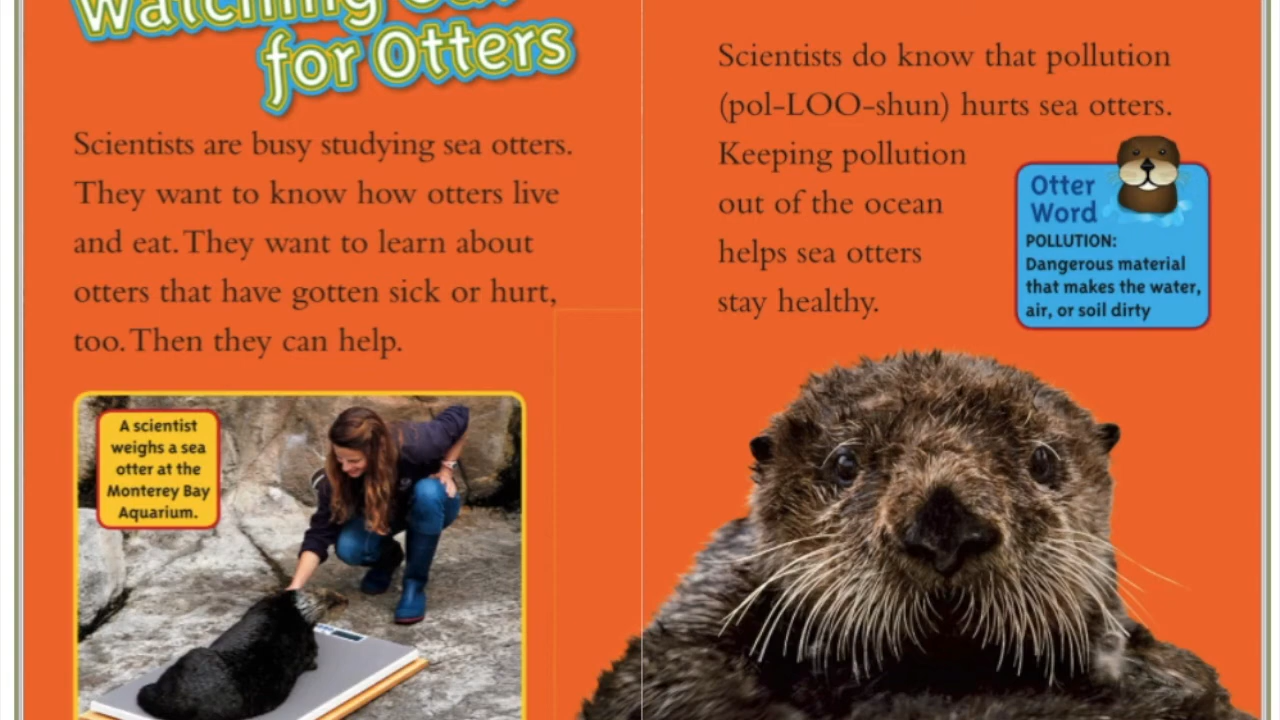 Watching Out
for Otters
Scientists are busy studying sea otters.
They want to know how otters live
and eat. They want to learn about
otters that have gotten sick or hurt,
too. Then they can help.
A scientist
weighs a sea
otter at the
Monterey Bay
Aquarium.
Scientists do know that pollution
(pol-LOO-shun) hurts sea otters.
Keeping pollution
out of the ocean
helps sea otters
stay healthy.
Otter
Word
POLLUTION:
Dangerous material
that makes the water,
air, or soil dirty